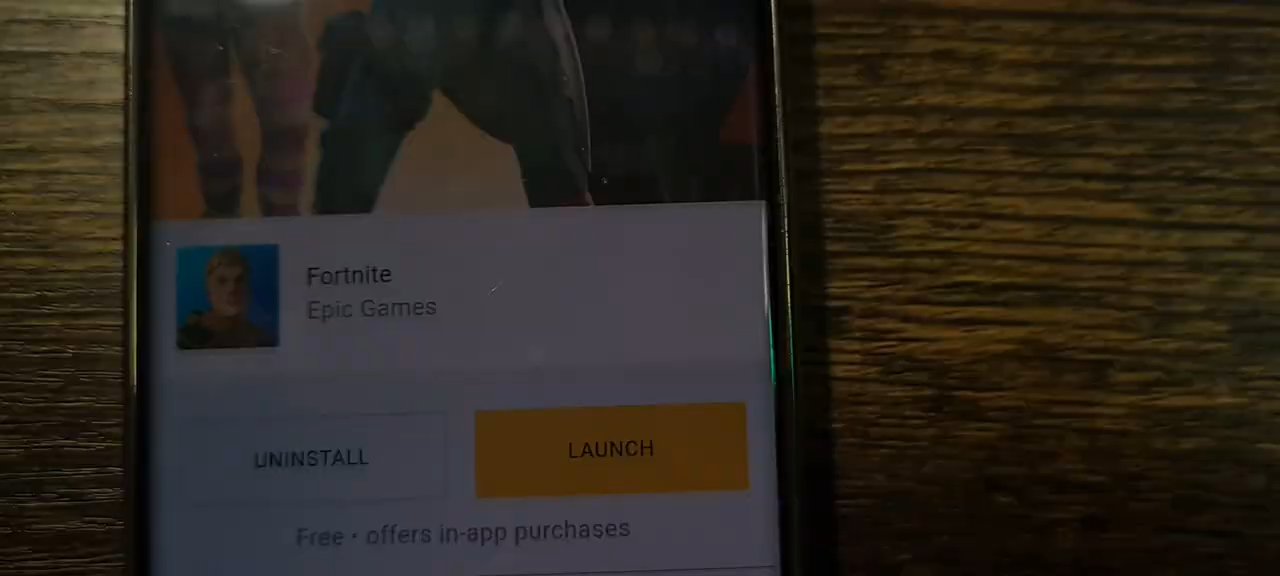 Fortnite
Epic Games
UNINSTALL
LAUNCH
Free • offers in-app purchases